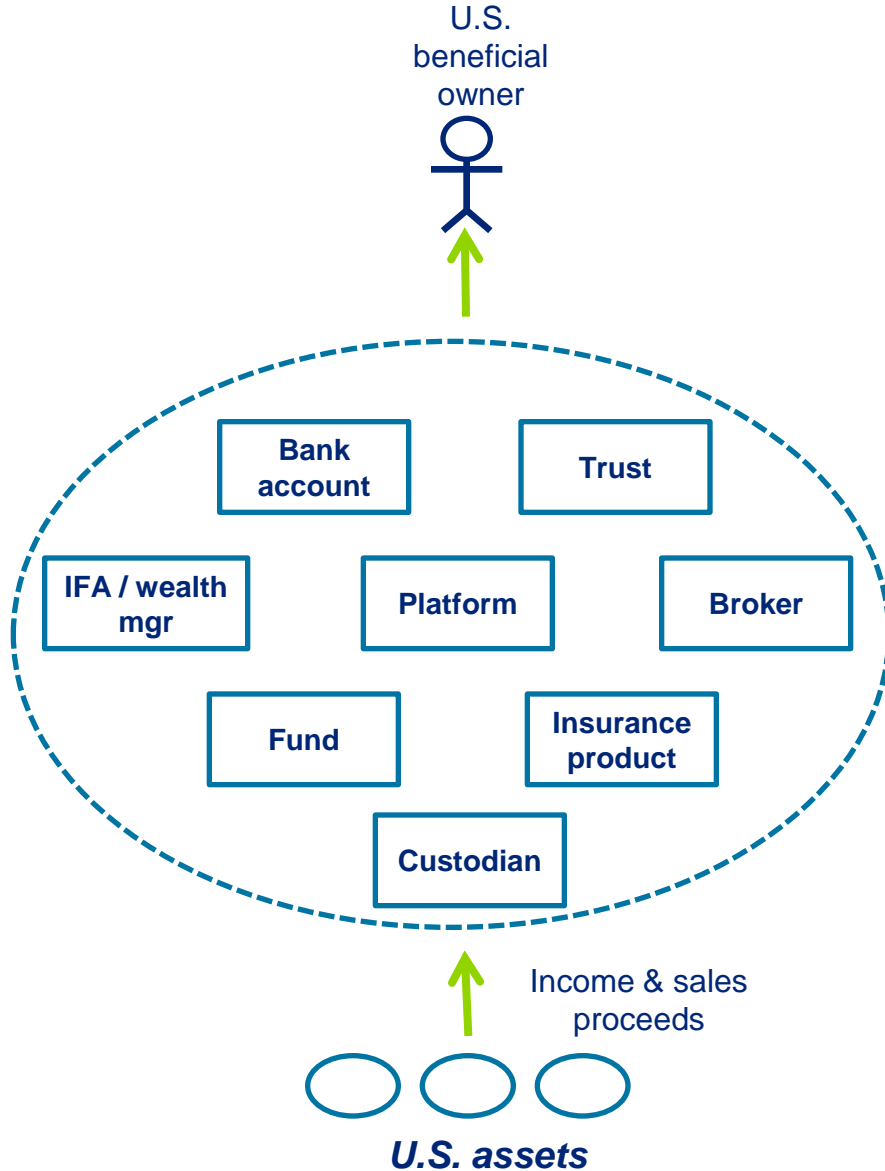 U.S.
beneficial
owner
Bank
account
Trust
IFA / wealth
mgr
Platform
Broker
Fund
Insurance
product
Custodian
Income & sales
proceeds
U.S. assets